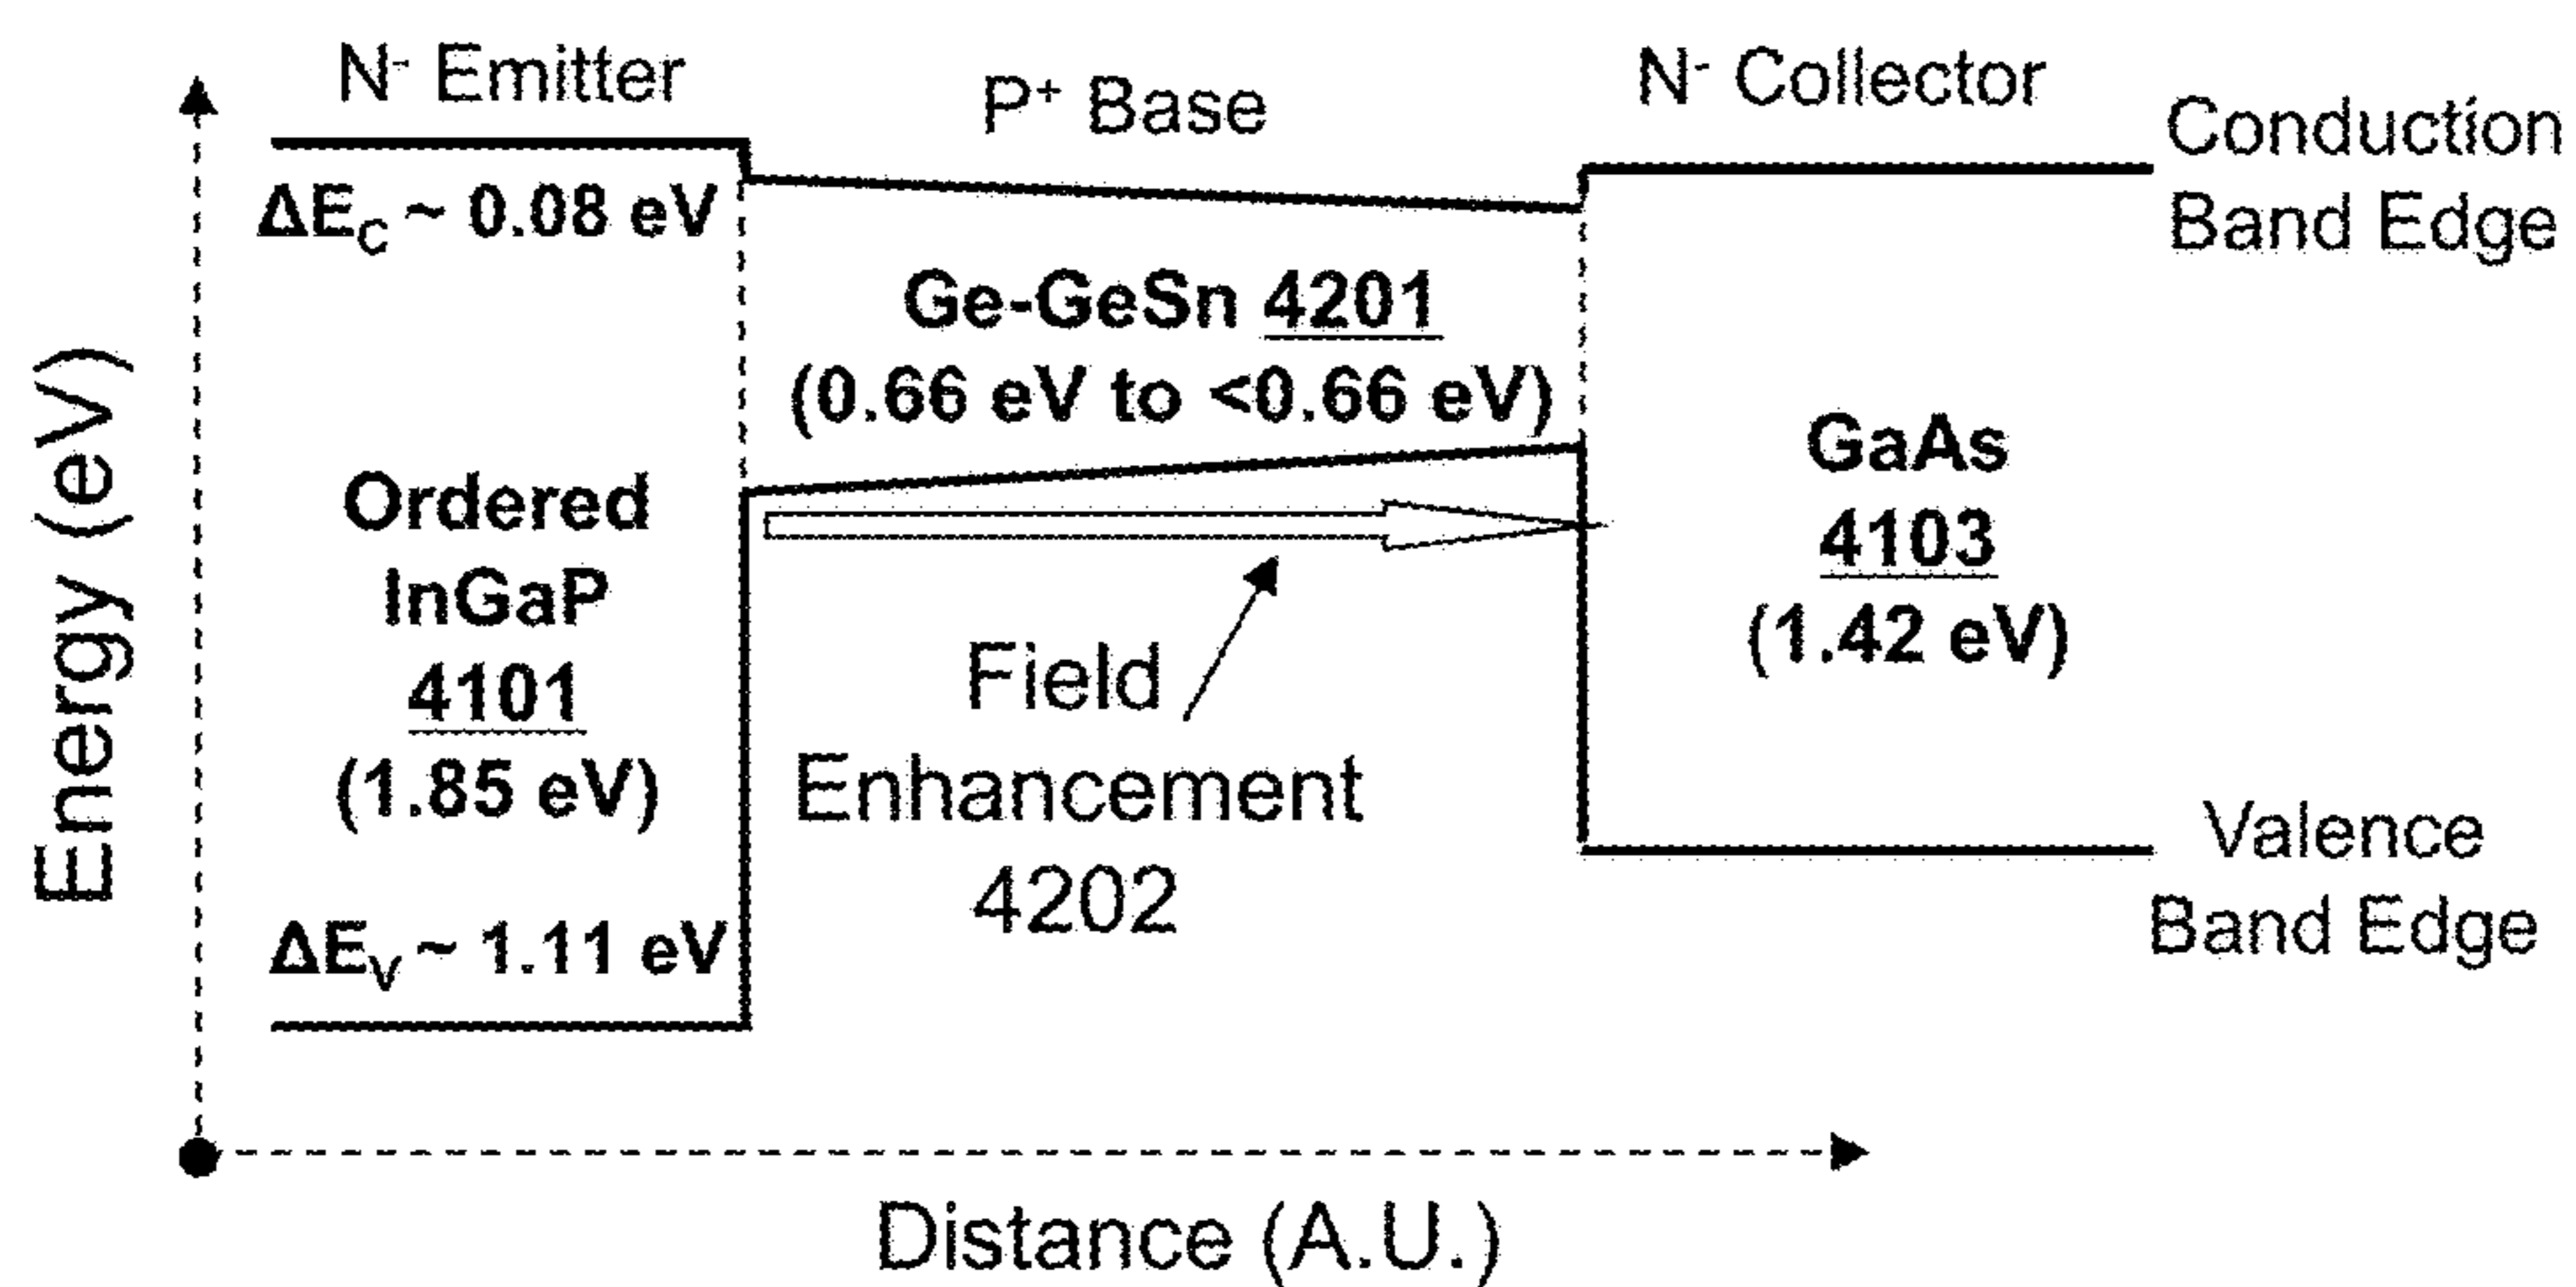 N- Emitter
P+ Base
N- Collector
Conduction
Band Edge
ΔEC ~ 0.08 eV
Ge-GeSn 4201
(0.66 eV to <0.66 eV)
Ordered
InGaP
4101
(1.85 eV)
GaAs
4103
(1.42 eV)
Field
Enhancement
4202
ΔEV ~ 1.11 eV
Valence
Band Edge
Energy (eV)
Distance (A.U.)